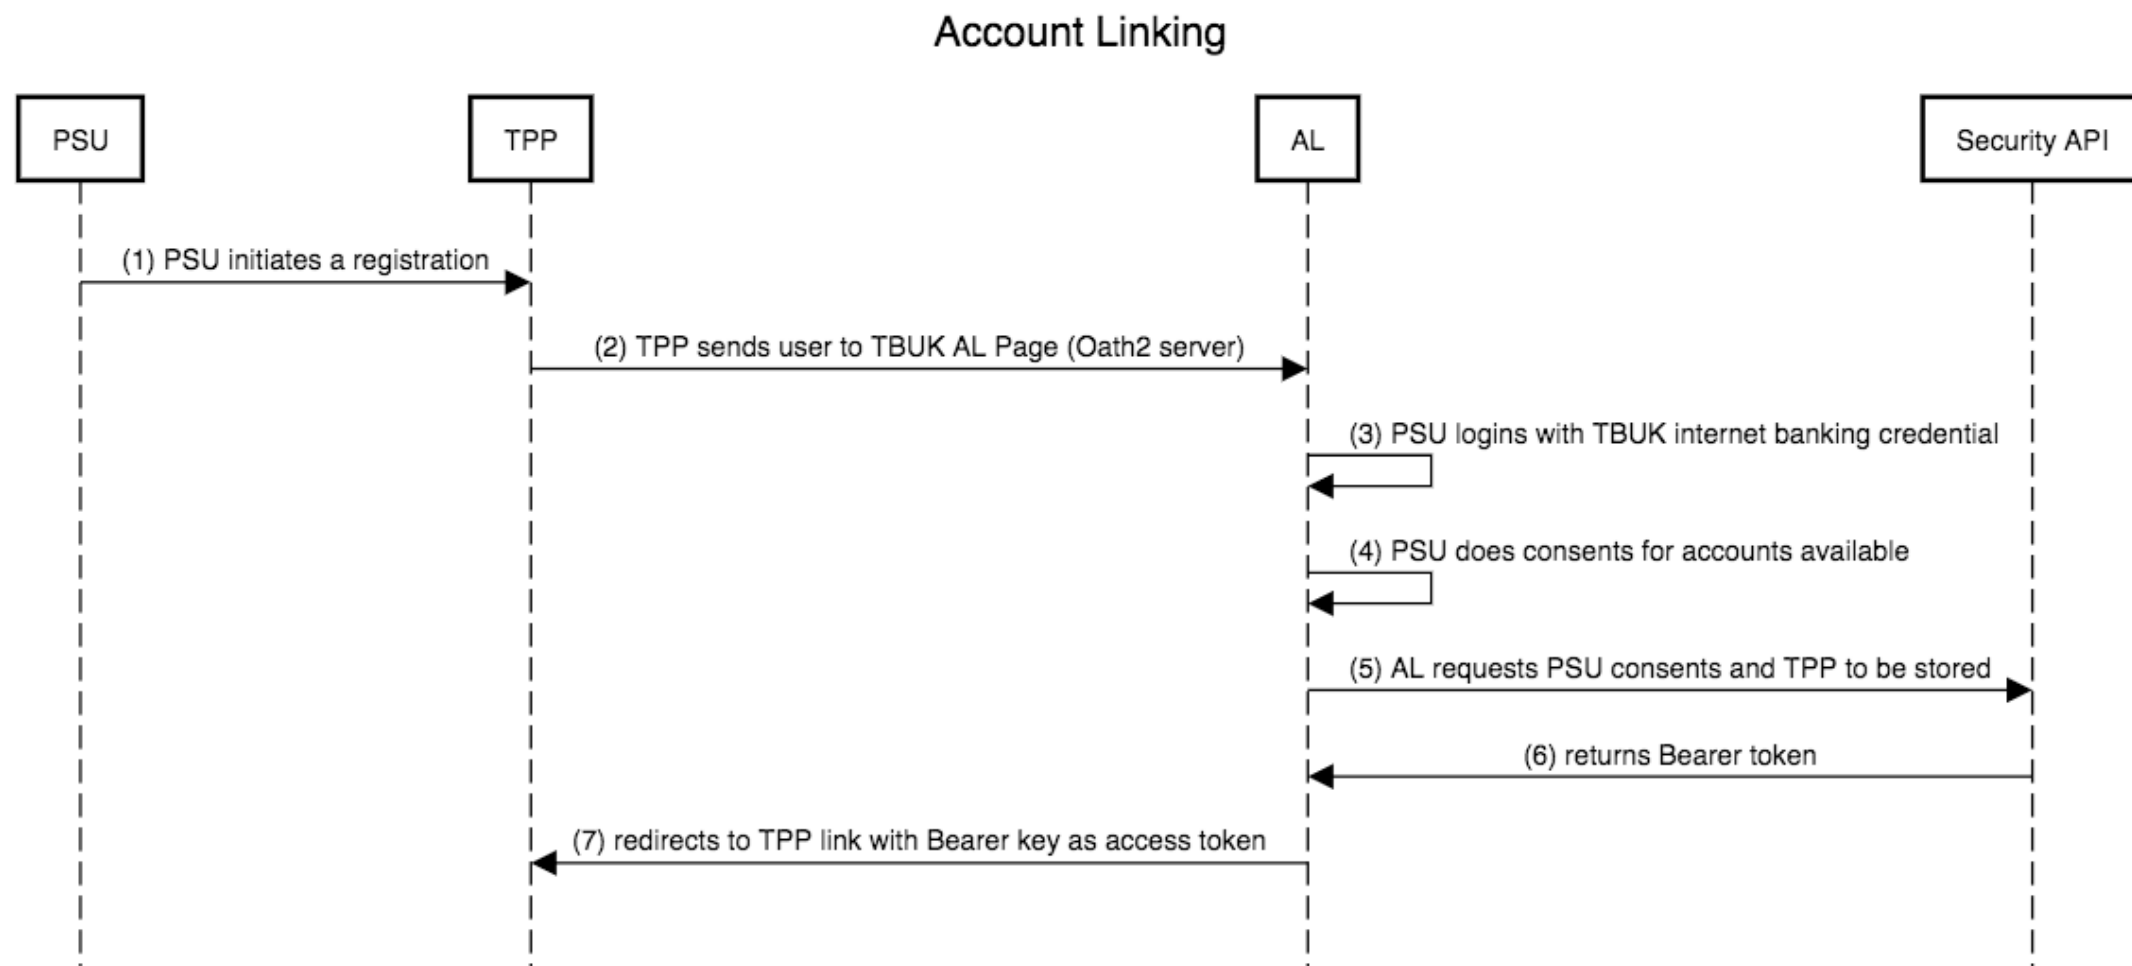 Account Linking
PSU
TPP
AL
Security API
(1) PSU initiates a registration
(2) TPP sends user to TBUK AL Page (Oath2 server)
(3) PSU logins with TBUK internet banking credential
(4) PSU does consents for accounts available
(5) AL requests PSU consents and TPP to be stored
(6) returns Bearer token
(7) redirects to TPP link with Bearer key as access token